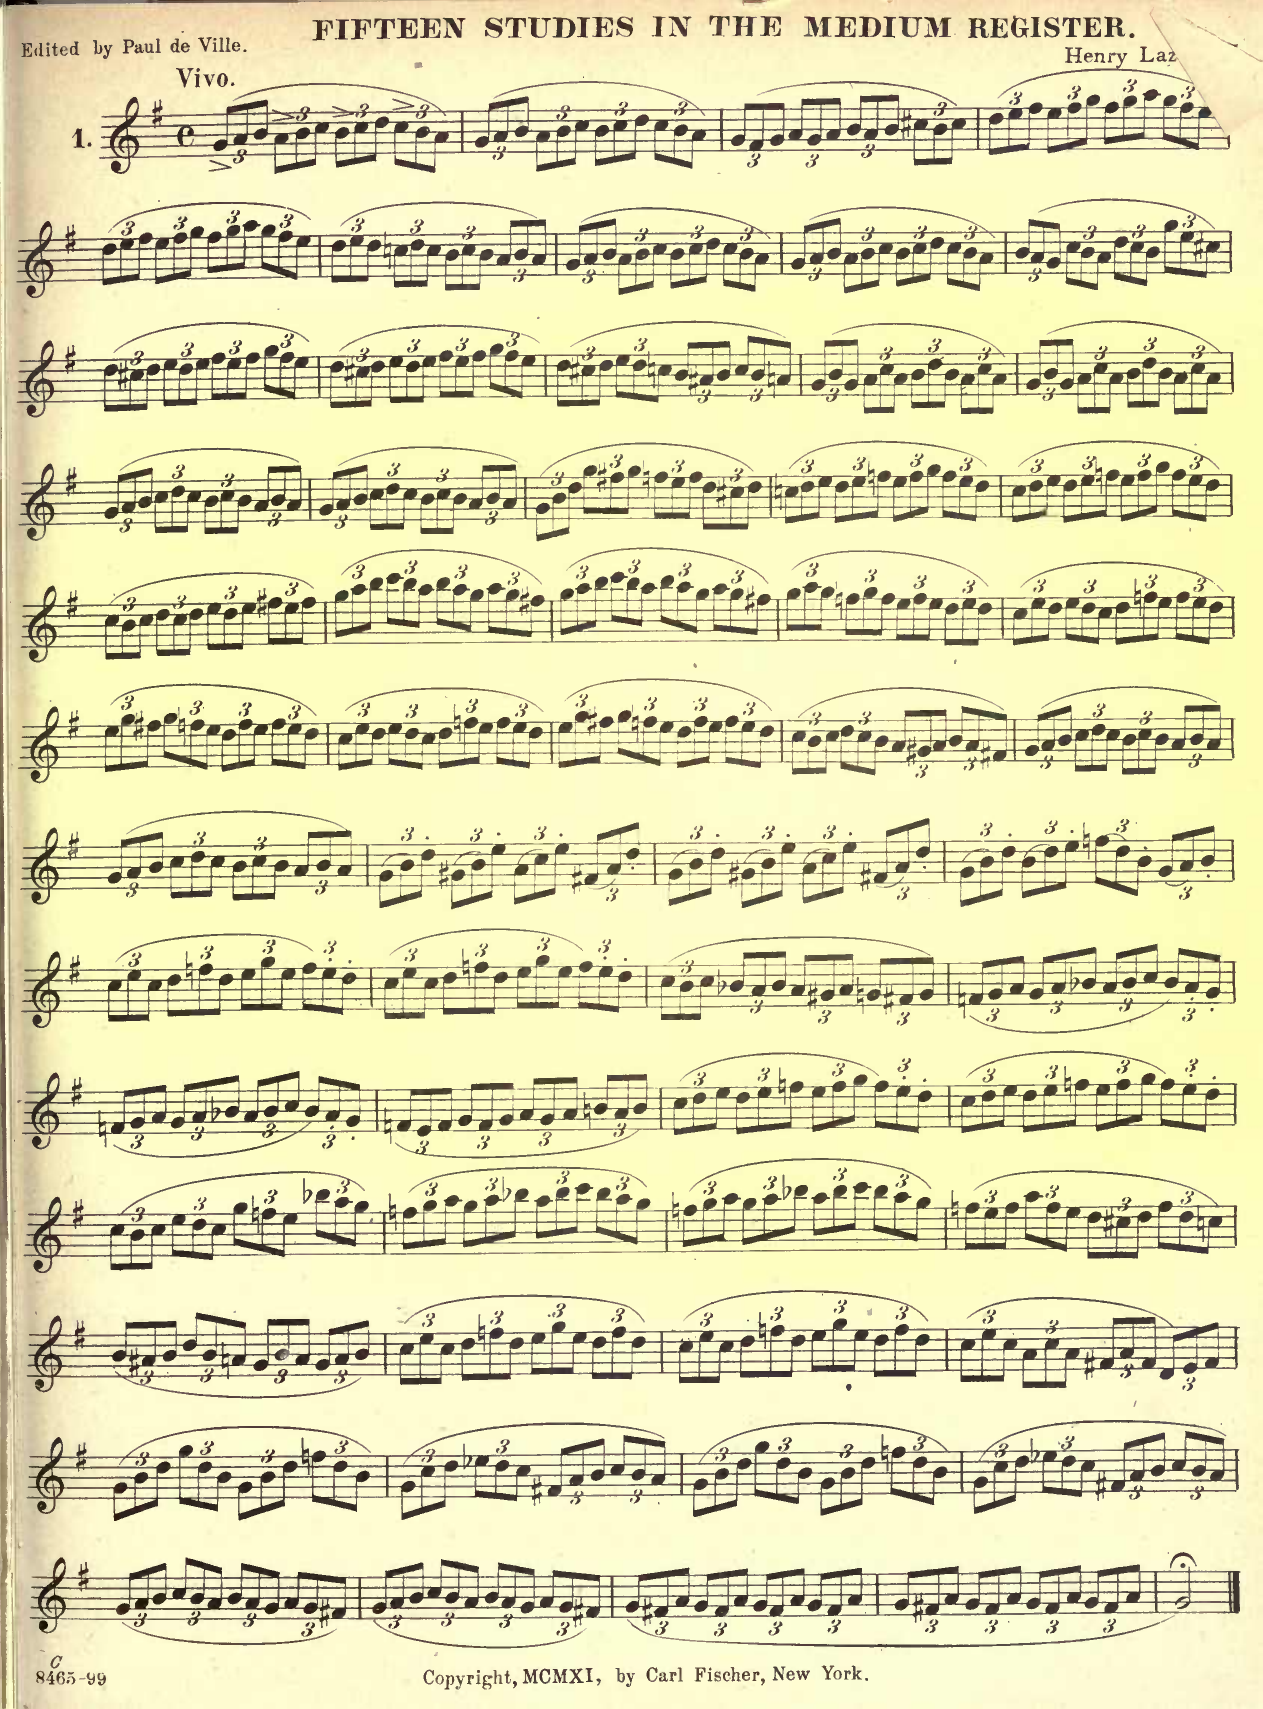 FIFTEEN STUDIES IN THE MEDIUM REGISTER.
Edited by Paul de Ville.
Henry Laz
Vivo.
1.
C
8465-99
Copyright, MCMXI, by Carl Fischer, New York.